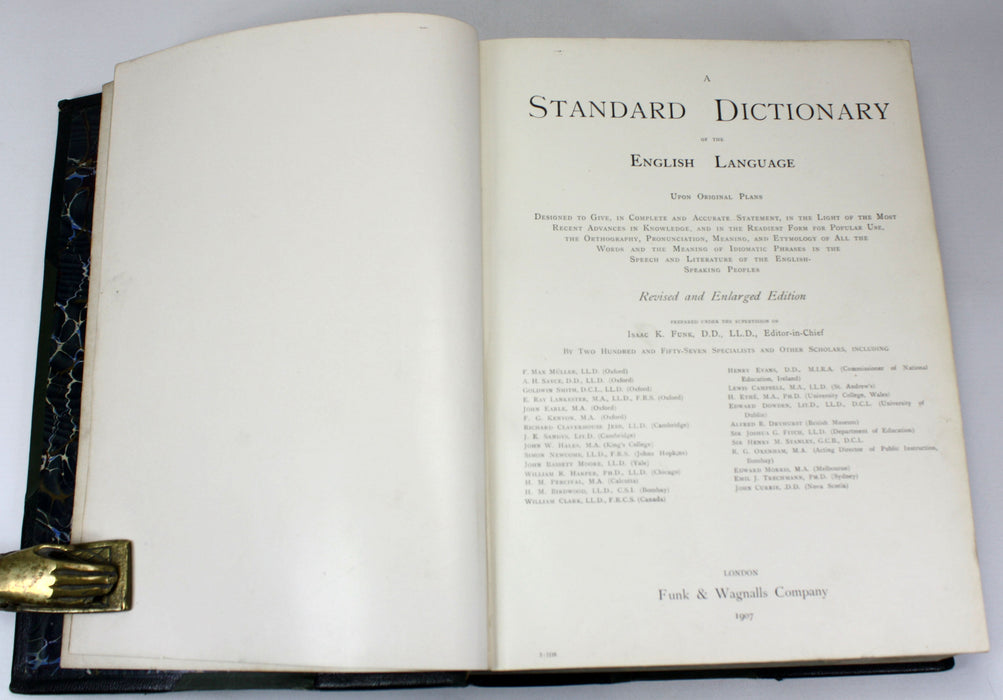 A
STANDARD DICTIONARY
OF THE
ENGLISH LANGUAGE
UPON ORIGINAL PLANS
DESIGNED TO GIVE, IN COMPLETE AND ACCURATE STATEMENT, IN THE LIGHT OF THE MOST
RECENT ADVANCES IN KNOWLEDGE, AND IN THE READIEST FORM FOR POPULAR USE,
THE ORTHOGRAPHY, PRONUNCIATION, MEANING, AND ETYMOLOGY OF ALL THE
WORDS AND THE MEANING OF IDIOMATIC PHRASES IN THE
SPEECH AND LITERATURE OF THE ENGLISH-
SPEAKING PEOPLES
Revised and Enlarged Edition
PREPARED UNDER THE SUPERVISION OF
ISAAC K. FUNK, D.D., LL.D., Editor-in-Chief
BY TWO HUNDRED AND FIFTY-SEVEN SPECIALISTS AND OTHER SCHOLARS, INCLUDING
F. MAX MÜLLER, LL.D. (Oxford)
A. H. SAYCE, D.D., LL.D. (Oxford)
GOLDWIN SMITH, D.C.L., LL.D. (Oxford)
E. RAY LANKESTER, M.A., LL.D., F.R.S. (Oxford)
JOHN EARLE, M.A. (Oxford)
F. G. KENYON, M.A. (Oxford)
RICHARD CLAVERHOUSE JEBB, LL.D. (Cambridge)
J. E. SANDYS, LIT.D. (Cambridge)
JOHN W. HALES, M.A. (King's College)
SIMON NEWCOMB, LL.D., F.R.S. (Johns Hopkins)
JOHN BASSETT MOORE, LL.D. (Yale)
WILLIAM R. HARPER, PH.D., LL.D. (Chicago)
H. M. PERCIVAL, M.A. (Calcutta)
H. M. BIRDWOOD, LL.D., C.S.I. (Bombay)
WILLIAM CLARK, LL.D., F.R.C.S. (Canada)
HENRY EVANS, D.D., M.I.R.A. (Commissioner of National
Education, Ireland)
LEWIS CAMPBELL, M.A., LL.D. (St. Andrew's)
H. ETHÉ, M.A., PH.D. (University College, Wales)
EDWARD DOWDEN, LIT.D., LL.D., D.C.L. (University of
Dublin)
ALFRED B. DRYHURST (British Museum)
SIR JOSHUA G. FITCH, LL.D. (Department of Education)
SIR HENRY M. STANLEY, G.C.B., D.C.L.
R. G. OXENHAM, M.A. (Acting Director of Public Instruction,
Bombay)
EDWARD MORRIS, M.A. (Melbourne)
EMIL J. TRECHMANN, PH.D. (Sydney)
JOHN CURRIE, D.D. (Nova Scotia)
LONDON
Funk & Wagnalls Company
1907